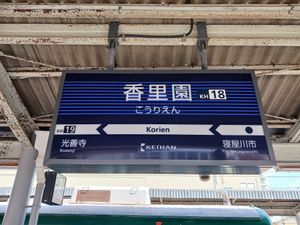 香里園 KH 18
こうりえん
KH 19 Korien
光善寺 寝屋川市
Kozenji
KEIHAN